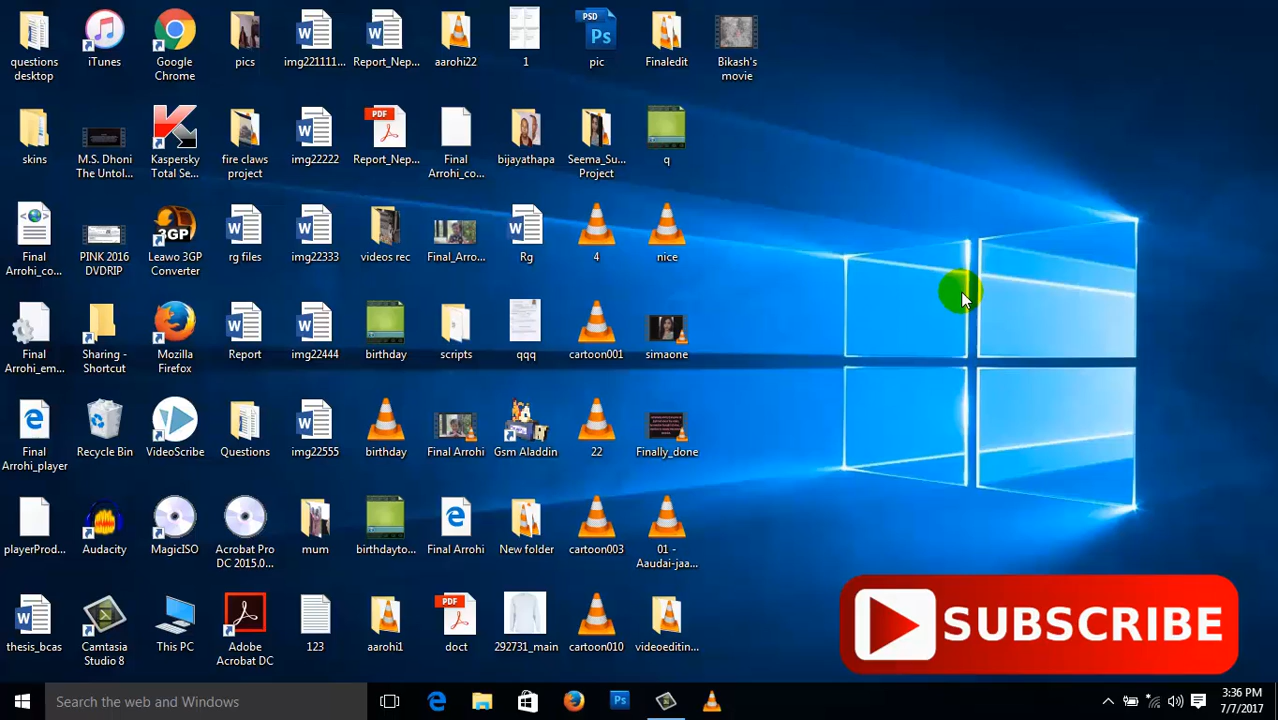 questions
desktop
iTunes
Google
Chrome
pics
img221111...
Report_Nep...
aarohi22
1
PSD
Ps
pic
Finaledit
Bikash's
movie
skins
M.S. Dhoni
The Untol...
Kaspersky
Total Se...
fire claws
project
img22222
PDF
Report_Nep...
Final
Arrohi_co...
bijayathapa
Seema_Su...
Project
q
Final
Arrohi_co...
PINK 2016
DVDRIP
3GP
Leawo 3GP
Converter
rg files
img22333
videos rec
Final_Arro...
Rg
4
nice
Final
Arrohi_em...
Sharing -
Shortcut
Mozilla
Firefox
Report
img22444
birthday
scripts
qqq
cartoon001
simaone
Final
Arrohi_player
Recycle Bin
VideoScribe
Questions
img22555
birthday
Final Arrohi
Gsm Aladdin
22
Finally_done
playerProd...
Audacity
MagicISO
Acrobat Pro
DC 2015.0...
mum
birthdayto...
Final Arrohi
New folder
cartoon003
01 -
Aaudai-jaa...
thesis_bcas
Camtasia
Studio 8
This PC
Adobe
Acrobat DC
123
aarohi1
PDF
doct
292731_main
cartoon010
videoeditin...
SUBSCRIBE
Search the web and Windows
Ps
3:36 PM
7/7/2017